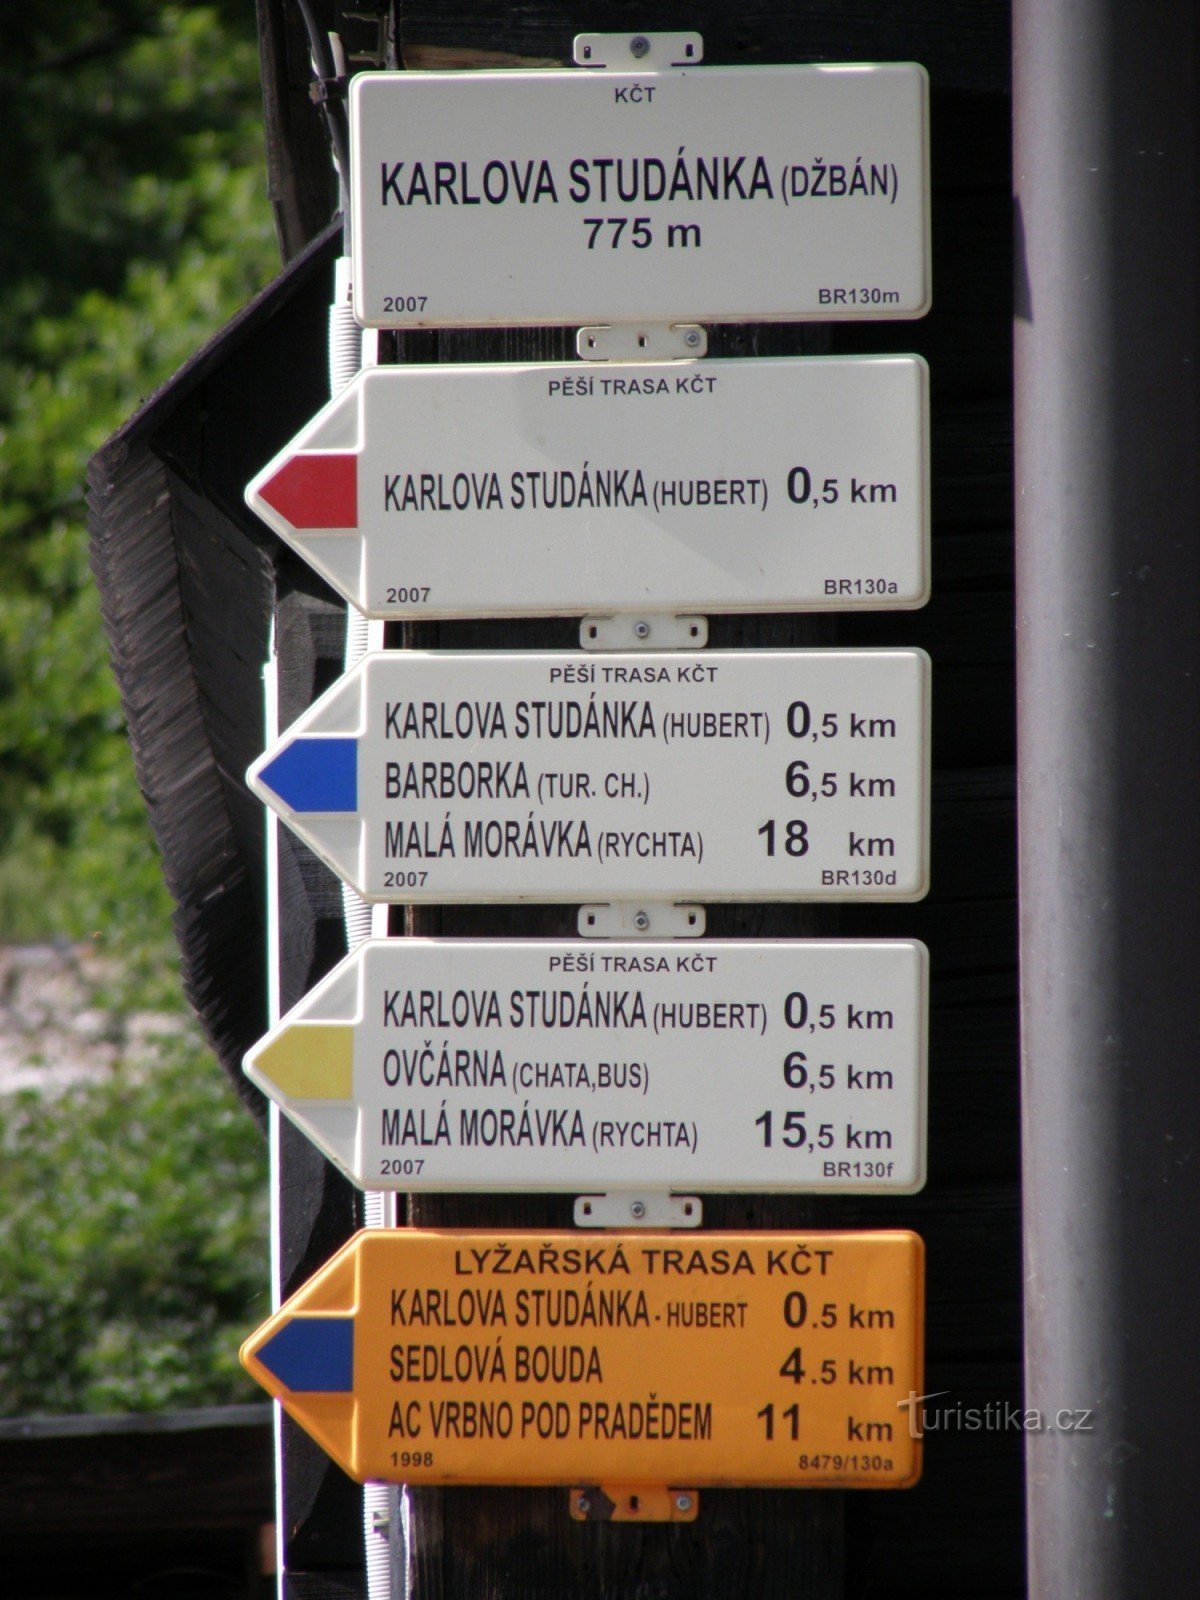 KČT
KARLOVA STUDÁNKA (DŽBÁN)
775 m
2007 BR130m
PĚŠÍ TRASA KČT
KARLOVA STUDÁNKA (HUBERT) 0,5 km
2007 BR130a
PĚŠÍ TRASA KČT
KARLOVA STUDÁNKA (HUBERT) 0,5 km
BARBORKA (TUR. CH.) 6,5 km
MALÁ MORÁVKA (RYCHTA) 18 km
2007 BR130d
PĚŠÍ TRASA KČT
KARLOVA STUDÁNKA (HUBERT) 0,5 km
OVČÁRNA (CHATA,BUS) 6,5 km
MALÁ MORÁVKA (RYCHTA) 15,5 km
2007 BR130f
LYŽAŘSKÁ TRASA KČT
KARLOVA STUDÁNKA - HUBERT 0.5 km
SEDLOVÁ BOUDA 4.5 km
AC VRBNO POD PRADĚDEM 11 km
1998 8479/130a
Turistika.cz